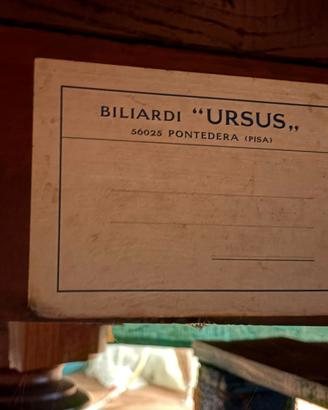 BILIARDI “URSUS„
56025 PONTEDERA (PISA)